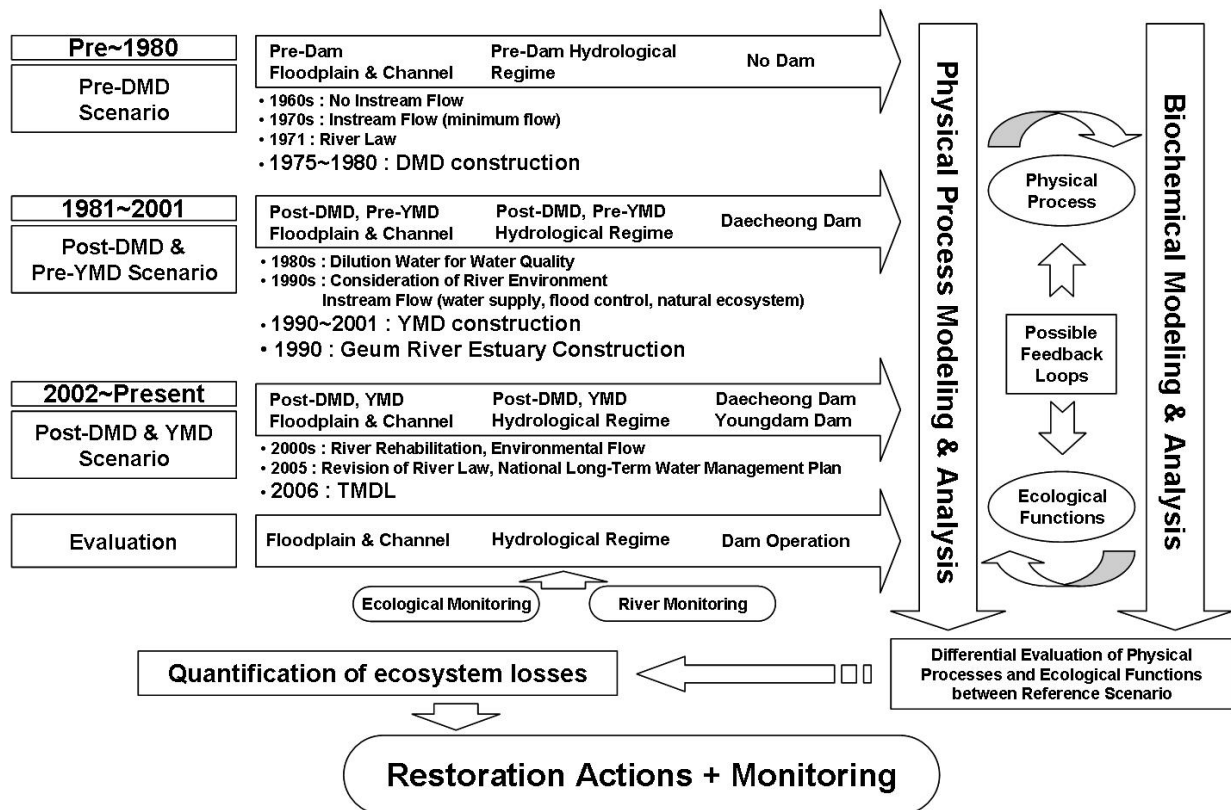 Pre~1980
Pre-DMD
Scenario
Pre-Dam
Floodplain & Channel
Pre-Dam Hydrological
Regime
No Dam
• 1960s : No Instream Flow
• 1970s : Instream Flow (minimum flow)
• 1971 : River Law
• 1975~1980 : DMD construction
1981~2001
Post-DMD &
Pre-YMD Scenario
Post-DMD, Pre-YMD
Floodplain & Channel
Post-DMD, Pre-YMD
Hydrological Regime
Daecheong Dam
• 1980s : Dilution Water for Water Quality
• 1990s : Consideration of River Environment
Instream Flow (water supply, flood control, natural ecosystem)
• 1990~2001 : YMD construction
• 1990 : Geum River Estuary Construction
2002~Present
Post-DMD & YMD
Scenario
Post-DMD, YMD
Floodplain & Channel
Post-DMD, YMD
Hydrological Regime
Daecheong Dam
Youngdam Dam
• 2000s : River Rehabilitation, Environmental Flow
• 2005 : Revision of River Law, National Long-Term Water Management Plan
• 2006 : TMDL
Evaluation
Floodplain & Channel
Hydrological Regime
Dam Operation
Ecological Monitoring
River Monitoring
Physical Process Modeling & Analysis
Physical
Process
Possible
Feedback
Loops
Ecological
Functions
Biochemical Modeling & Analysis
Differential Evaluation of Physical
Processes and Ecological Functions
between Reference Scenario
Quantification of ecosystem losses
Restoration Actions + Monitoring